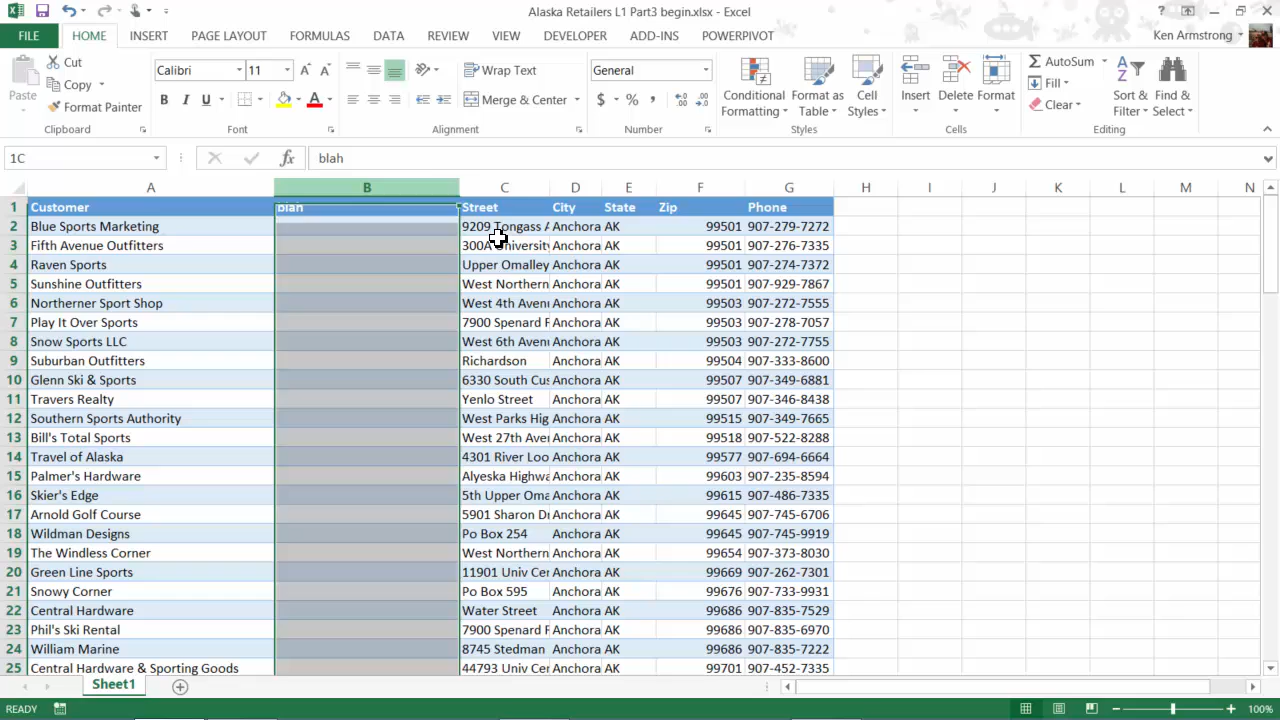 Alaska Retailers L1 Part3 begin.xlsx - Excel
?
FILE HOME INSERT PAGE LAYOUT FORMULAS DATA REVIEW VIEW DEVELOPER ADD-INS POWERPIVOT Ken Armstrong
Paste Cut Copy Format Painter
Calibri 11 A A
B I U A
Wrap Text
Merge & Center
General
$ % , .0 .00 .00 .0
Conditional Formatting Format as Table Cell Styles
Insert Delete Format
AutoSum Fill Clear
Sort & Filter Find & Select
Clipboard Font Alignment Number Styles Cells Editing
1C fx blah
A B C D E F G H I J K L M N
1 Customer blah Street City State Zip Phone
2 Blue Sports Marketing 9209 Tongass A Anchora AK 99501 907-279-7272
3 Fifth Avenue Outfitters 300A University Anchora AK 99501 907-276-7335
4 Raven Sports Upper Omalley Anchora AK 99501 907-274-7372
5 Sunshine Outfitters West Northern Anchora AK 99501 907-929-7867
6 Northerner Sport Shop West 4th Aven Anchora AK 99503 907-272-7555
7 Play It Over Sports 7900 Spenard F Anchora AK 99503 907-278-7057
8 Snow Sports LLC West 6th Aven Anchora AK 99503 907-272-7755
9 Suburban Outfitters Richardson Anchora AK 99504 907-333-8600
10 Glenn Ski & Sports 6330 South Cus Anchora AK 99507 907-349-6881
11 Travers Realty Yenlo Street Anchora AK 99507 907-346-8438
12 Southern Sports Authority West Parks Hig Anchora AK 99515 907-349-7665
13 Bill's Total Sports West 27th Aven Anchora AK 99518 907-522-8288
14 Travel of Alaska 4301 River Loo Anchora AK 99577 907-694-6664
15 Palmer's Hardware Alyeska Highwa Anchora AK 99603 907-235-8594
16 Skier's Edge 5th Upper Oma Anchora AK 99615 907-486-7335
17 Arnold Golf Course 5901 Sharon Dr Anchora AK 99645 907-745-6706
18 Wildman Designs Po Box 254 Anchora AK 99645 907-745-9919
19 The Windless Corner West Northern Anchora AK 99654 907-373-8030
20 Green Line Sports 11901 Univ Cen Anchora AK 99669 907-262-7301
21 Snowy Corner Po Box 595 Anchora AK 99676 907-733-9931
22 Central Hardware Water Street Anchora AK 99686 907-835-7529
23 Phil's Ski Rental 7900 Spenard F Anchora AK 99686 907-835-6970
24 William Marine 8745 Stedman Anchora AK 99686 907-835-7222
25 Central Hardware & Sporting Goods 44793 Univ Cen Anchora AK 99701 907-452-7335
Sheet1
READY 100%